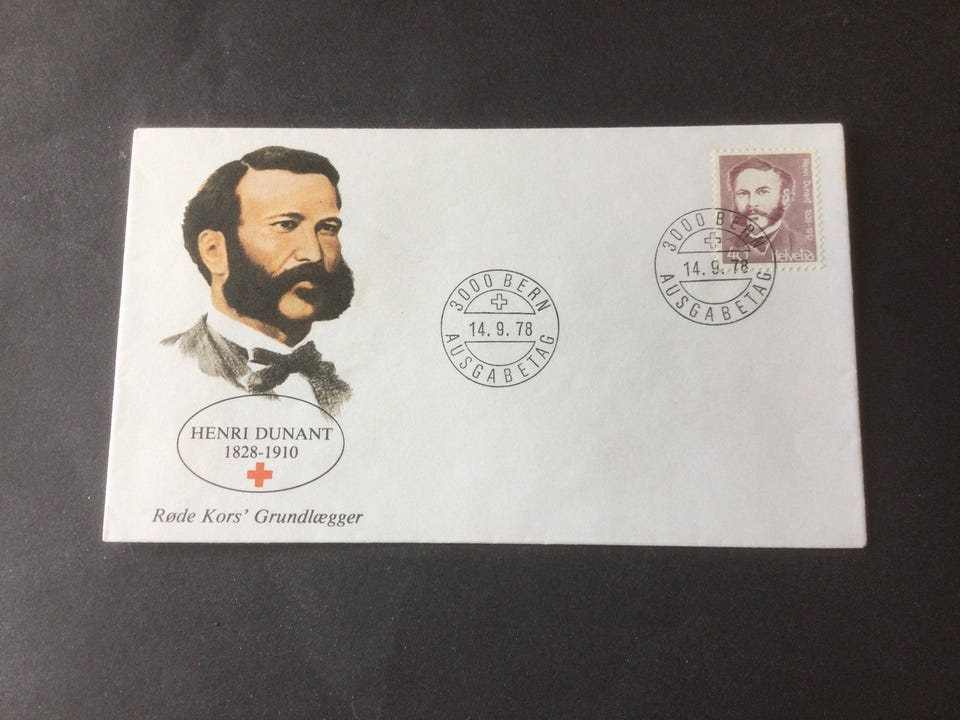 HENRI DUNANT
1828-1910
Røde Kors' Grundlægger
3000 BERN
14. 9. 78
AUSGABETAG
Henri Dunant 1828-1910
40 Helvetia
3000 BERN
14. 9. 78
AUSGABETAG